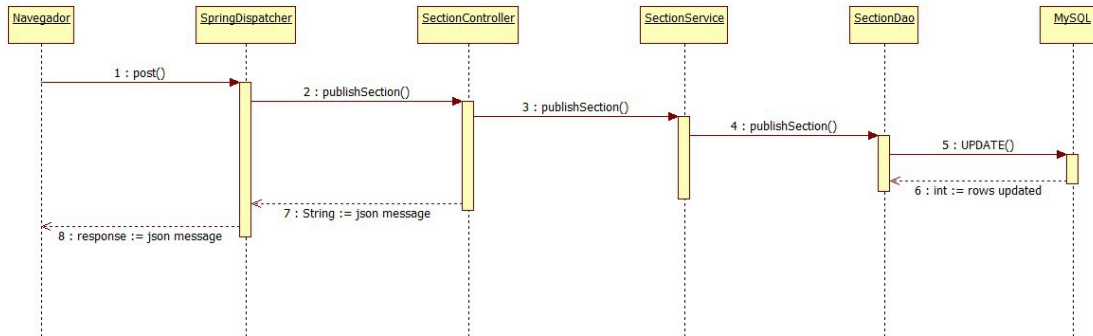 Navegador
SpringDispatcher
SectionController
SectionService
SectionDao
MySQL
1 : post()
2 : publishSection()
3 : publishSection()
4 : publishSection()
5 : UPDATE()
6 : int := rows updated
7 : String := json message
8 : response := json message